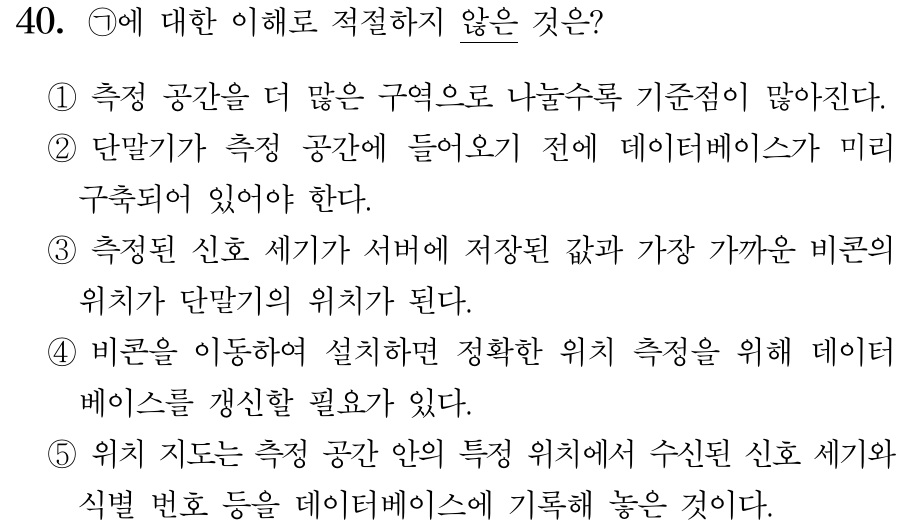 40. ㉠에 대한 이해로 적절하지 않은 것은?
① 측정 공간을 더 많은 구역으로 나눌수록 기준점이 많아진다.
② 단말기가 측정 공간에 들어오기 전에 데이터베이스가 미리
구축되어 있어야 한다.
③ 측정된 신호 세기가 서버에 저장된 값과 가장 가까운 비콘의
위치가 단말기의 위치가 된다.
④ 비콘을 이동하여 설치하면 정확한 위치 측정을 위해 데이터
베이스를 갱신할 필요가 있다.
⑤ 위치 지도는 측정 공간 안의 특정 위치에서 수신된 신호 세기와
식별 번호 등을 데이터베이스에 기록해 놓은 것이다.